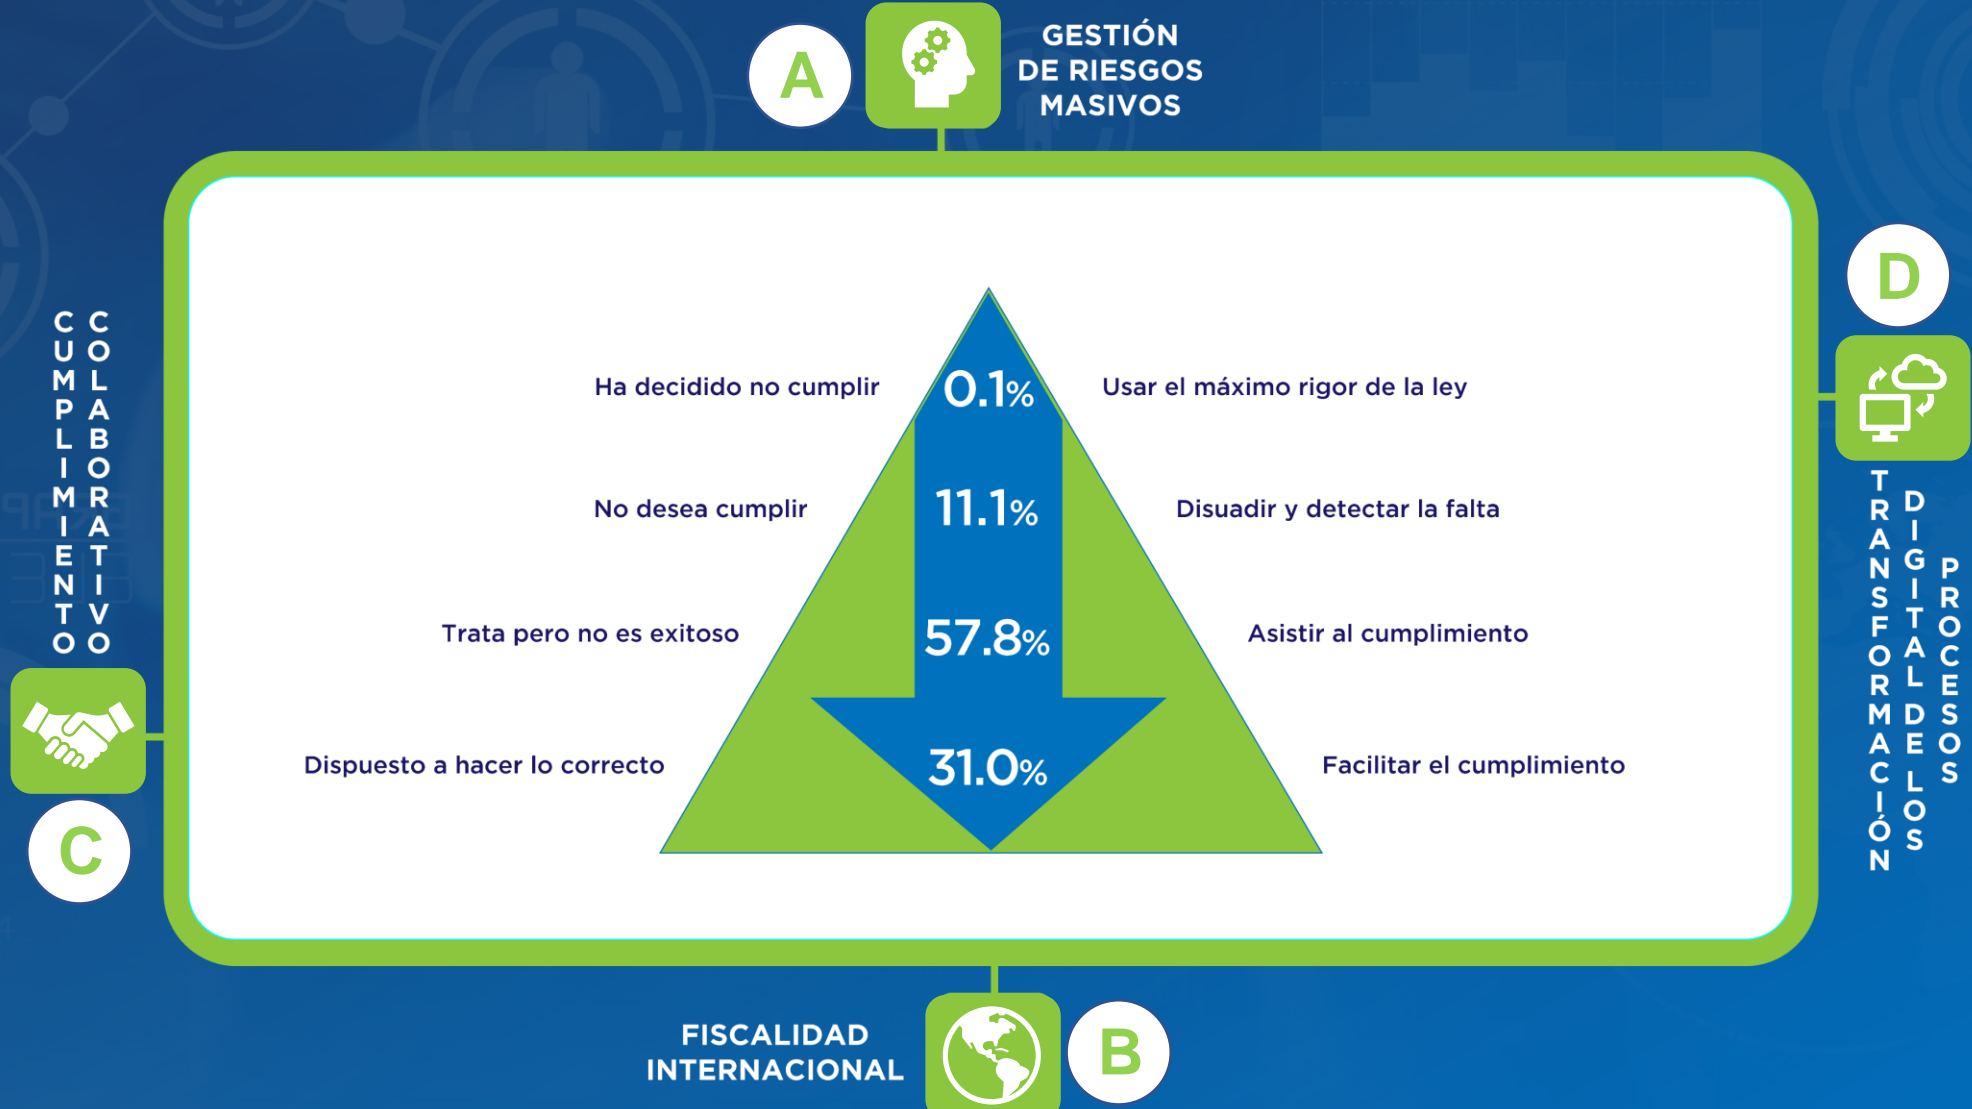 A
GESTIÓN
DE RIESGOS
MASIVOS
D
CUMPLIMIENTO
COLABORATIVO
Ha decidido no cumplir
0.1%
Usar el máximo rigor de la ley
No desea cumplir
11.1%
Disuadir y detectar la falta
Trata pero no es exitoso
57.8%
Asistir al cumplimiento
Dispuesto a hacer lo correcto
31.0%
Facilitar el cumplimiento
TRANSFORMACIÓN
DIGITAL DE LOS
PROCESOS
C
FISCALIDAD
INTERNACIONAL
B